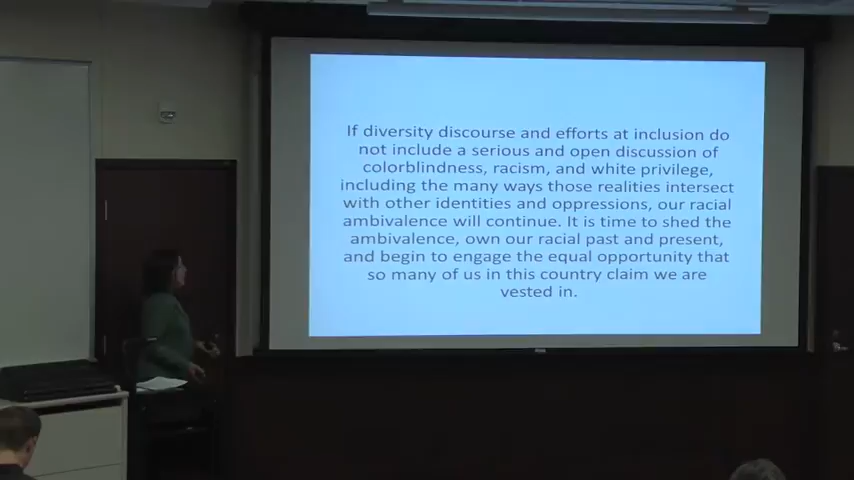 If diversity discourse and efforts at inclusion do
not include a serious and open discussion of
colorblindness, racism, and white privilege,
including the many ways those realities intersect
with other identities and oppressions, our racial
ambivalence will continue. It is time to shed the
ambivalence, own our racial past and present,
and begin to engage the equal opportunity that
so many of us in this country claim we are
vested in.